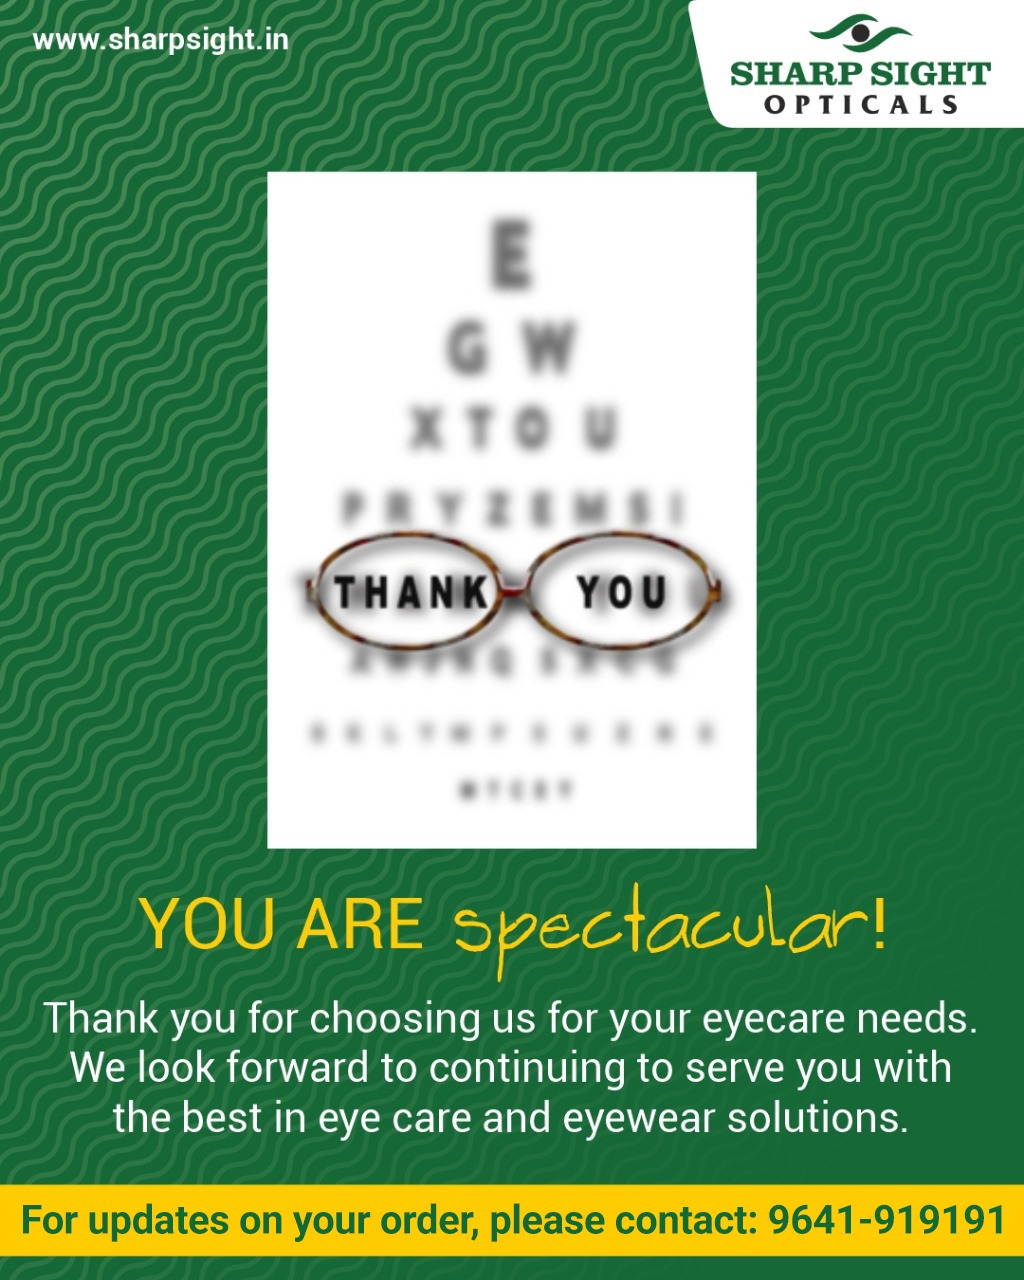 www.sharpsight.in
SHARP SIGHT
OPTICALS
E
G W
X T O U
P R Y Z E M S I
THANK YOU
YOU ARE spectacular!
Thank you for choosing us for your eyecare needs.
We look forward to continuing to serve you with
the best in eye care and eyewear solutions.
For updates on your order, please contact: 9641-919191